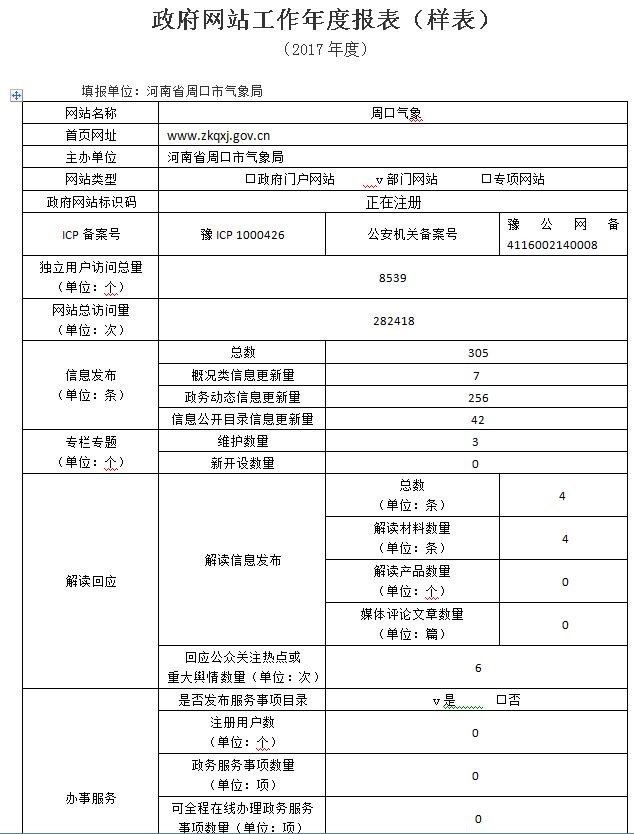 政府网站工作年度报表（样表）
（2017 年度）
填报单位：河南省周口市气象局
网站名称 周口气象
首页网址 www.zkqxj.gov.cn
主办单位 河南省周口市气象局
网站类型 □政府门户网站 v 部门网站 □专项网站
政府网站标识码 正在注册
ICP 备案号 豫 ICP 1000426 公安机关备案号 豫公网备
4116002140008
独立用户访问总量
（单位：个） 8539
网站总访问量
（单位：次） 282418
信息发布
（单位：条）
总数 305
概况类信息更新量 7
政务动态信息更新量 256
信息公开目录信息更新量 42
专栏专题
（单位：个）
维护数量 3
新开设数量 0
解读回应
解读信息发布
总数
（单位：条） 4
解读材料数量
（单位：条） 4
解读产品数量
（单位：个） 0
媒体评论文章数量
（单位：篇） 0
回应公众关注热点或
重大舆情数量（单位：次） 6
办事服务
是否发布服务事项目录 v 是 □否
注册用户数
（单位：个） 0
政务服务事项数量
（单位：项） 0
可全程在线办理政务服务
事项数量（单位：项） 0